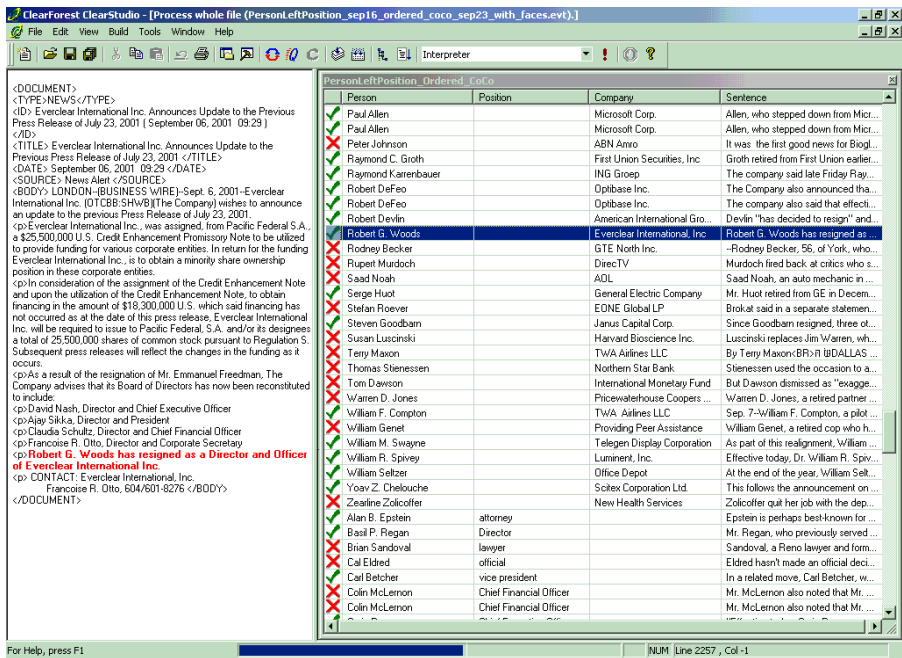 ClearForest ClearStudio - [Process whole file (PersonLeftPosition_sep16_ordered_coco_sep23_with_faces.evt).]
File Edit View Build Tools Window Help
Interpreter
<DOCUMENT>
<TYPE>NEWS</TYPE>
<ID> Everclear International Inc. Announces Update to the Previous
Press Release of July 23, 2001 ( September 06, 2001 09:29 )
</ID>
<TITLE> Everclear International Inc. Announces Update to the
Previous Press Release of July 23, 2001 </TITLE>
<DATE> September 06, 2001 09:29 </DATE>
<SOURCE> News Alert </SOURCE>
<BODY> LONDON--(BUSINESS WIRE)--Sept. 6, 2001--Everclear
International Inc. (OTCBB:SHWB)(The Company) wishes to announce
an update to the previous Press Release of July 23, 2001.
<p>Everclear International Inc., was assigned, from Pacific Federal S.A.,
a $25,500,000 U.S. Credit Enhancement Promissory Note to be utilized
to provide funding for various corporate entities. In return for the funding
Everclear International Inc., is to obtain a minority share ownership
position in these corporate entities.
<p>In consideration of the assignment of the Credit Enhancement Note
and upon the utilization of the Credit Enhancement Note, to obtain
financing in the amount of $18,300,000 U.S. which said financing has
not occurred as at the date of this press release, Everclear International
Inc. will be required to issue to Pacific Federal, S.A. and/or its designees
a total of 25,500,000 shares of common stock pursuant to Regulation S.
Subsequent press releases will reflect the changes in the funding as it
occurs.
<p>As a result of the resignation of Mr. Emmanuel Freedman, The
Company advises that its Board of Directors has now been reconstituted
to include:
<p>David Nash, Director and Chief Executive Officer
<p>Ajay Sikka, Director and President
<p>Claudia Schultz, Director and Chief Financial Officer
<p>Francoise R. Otto, Director and Corporate Secretary
<p>Robert G. Woods has resigned as a Director and Officer
of Everclear International Inc.
<p> CONTACT: Everclear International, Inc.
Francoise R. Otto, 604/601-8276 </BODY>
</DOCUMENT>
PersonLeftPosition_Ordered_CoCo
Person Position Company Sentence
Paul Allen Microsoft Corp. Allen, who stepped down from Micr...
Paul Allen Microsoft Corp. Allen, who stepped down from Micr...
Peter Johnson ABN Amro It was the first good news for Biogl...
Raymond C. Groth First Union Securities, Inc Groth retired from First Union earlier...
Raymond Karrenbauer ING Groep The company said late Friday Ray...
Robert DeFeo Optibase Inc. The Company also announced tha...
Robert DeFeo Optibase Inc. The company also said that effecti...
Robert Devlin American International Gro... Devlin "has decided to resign" and...
Robert G. Woods Everclear International, Inc Robert G. Woods has resigned as ...
Rodney Becker GTE North Inc. --Rodney Becker, 56, of York, who...
Rupert Murdoch DirecTV Murdoch fired back at critics who s...
Saad Noah AOL Saad Noah, an auto mechanic in ...
Serge Huot General Electric Company Mr. Huot retired from GE in Decem...
Stefan Roever EONE Global LP Brokat said in a separate statemen...
Steven Goodbarn Janus Capital Corp. Since Goodbarn resigned, three ot...
Susan Luscinski Harvard Bioscience Inc. Luscinski replaces Jim Warren, wh...
Terry Maxon TWA Airlines LLC By Terry Maxon<BR>п ШDALLAS ...
Thomas Stienessen Northern Star Bank Stienessen used the occasion to a...
Tom Dawson International Monetary Fund But Dawson dismissed as "exagge...
Warren D. Jones Pricewaterhouse Coopers ... Warren D. Jones, a retired partner ...
William F. Compton TWA Airlines LLC Sep. 7--William F. Compton, a pilot ...
William Genet Providing Peer Assistance William Genet, a retired cop who h...
William M. Swayne Telegen Display Corporation As part of this realignment, William ...
William R. Spivey Luminent, Inc. Effective today, Dr. William R. Spiv...
William Seltzer Office Depot At the end of the year, William Selt...
Yoav Z. Chelouche Scitex Corporation Ltd. This follows the announcement on ...
Zearline Zolicoffer New Health Services Zolicoffer quit her job with the dep...
Alan B. Epstein attorney Epstein is perhaps best-known for ...
Basil P. Regan Director Mr. Regan, who previously served ...
Brian Sandoval lawyer Sandoval, a Reno lawyer and form...
Cal Eldred official Eldred hasn't made an official deci...
Carl Betcher vice president In a related move, Carl Betcher, w...
Colin McLernon Chief Financial Officer Mr. McLernon also noted that Mr. ...
Colin McLernon Chief Financial Officer Mr. McLernon also noted that Mr. ...
For Help, press F1
NUM Line 2257 , Col -1